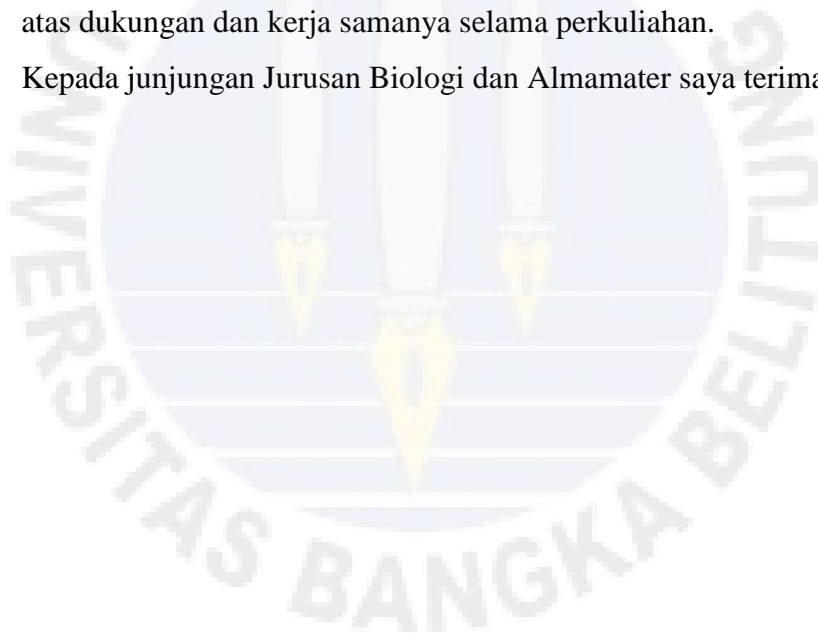 atas dukungan dan kerja samanya selama perkuliahan.
Kepada junjungan Jurusan Biologi dan Almamater saya terima
UNIVERSITAS BANGKA BELITUNG